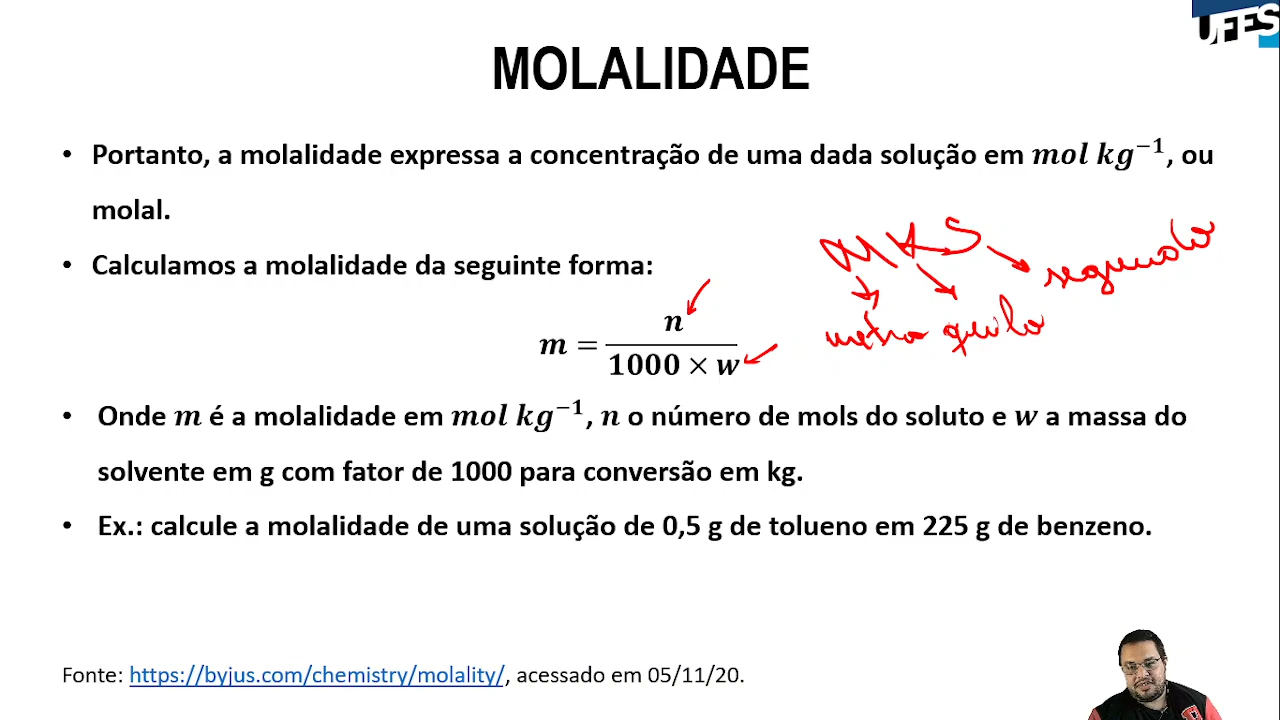 UFES
MOLALIDADE
• Portanto, a molalidade expressa a concentração de uma dada solução em mol kg⁻¹, ou
molal.
• Calculamos a molalidade da seguinte forma:
MKS
segundo
metro quilo
m = n / 1000 × w
• Onde m é a molalidade em mol kg⁻¹, n o número de mols do soluto e w a massa do
solvente em g com fator de 1000 para conversão em kg.
• Ex.: calcule a molalidade de uma solução de 0,5 g de tolueno em 225 g de benzeno.
Fonte: https://byjus.com/chemistry/molality/, acessado em 05/11/20.